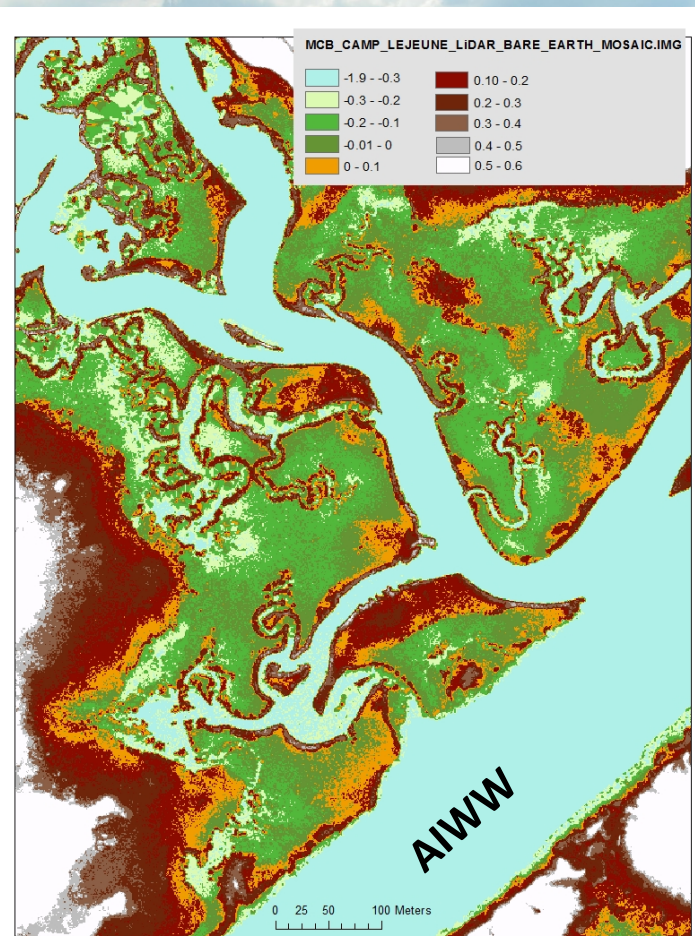 MCB_CAMP_LEJEUNE_LiDAR_BARE_EARTH_MOSAIC.IMG
-1.9 - -0.3
-0.3 - -0.2
-0.2 - -0.1
-0.01 - 0
0 - 0.1
0.10 - 0.2
0.2 - 0.3
0.3 - 0.4
0.4 - 0.5
0.5 - 0.6
AIWW
0 25 50 100 Meters